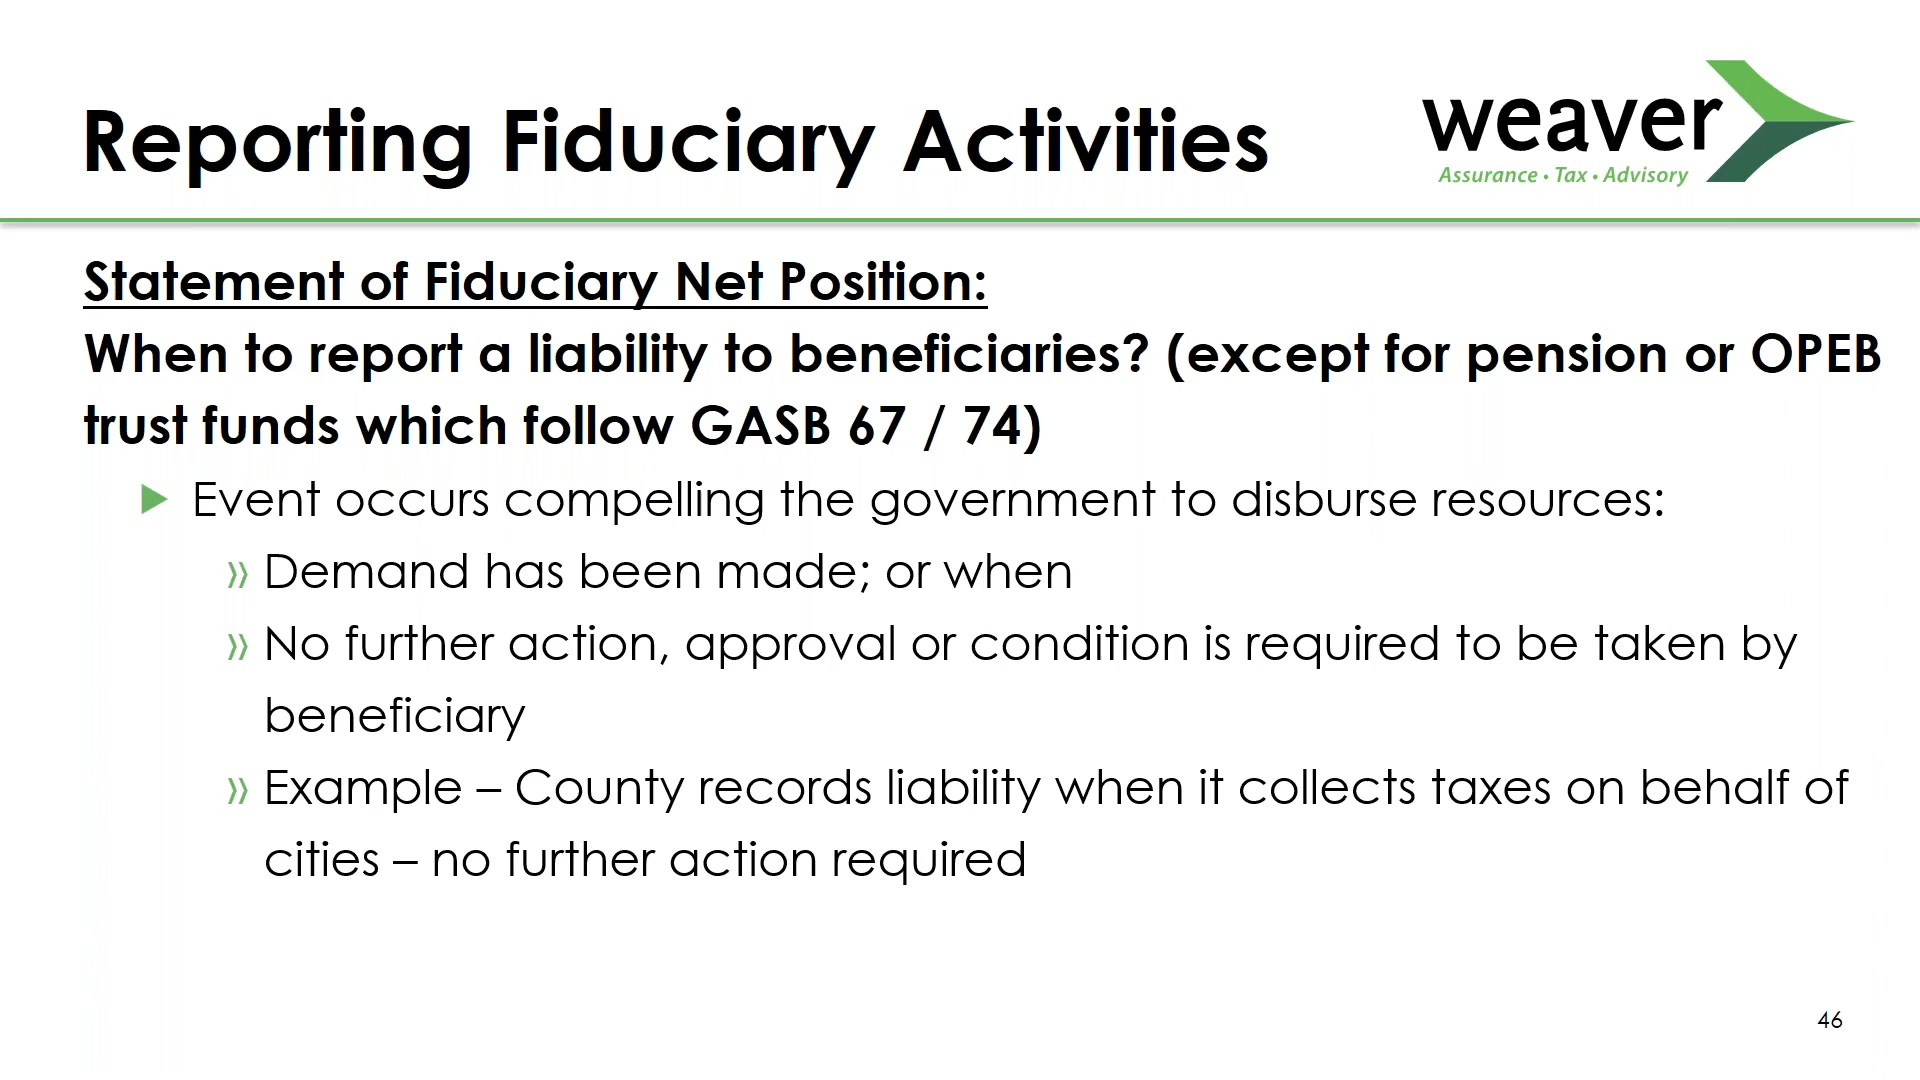 Reporting Fiduciary Activities
weaver
Assurance • Tax • Advisory
Statement of Fiduciary Net Position:
When to report a liability to beneficiaries? (except for pension or OPEB
trust funds which follow GASB 67 / 74)
Event occurs compelling the government to disburse resources:
» Demand has been made; or when
» No further action, approval or condition is required to be taken by
beneficiary
» Example – County records liability when it collects taxes on behalf of
cities – no further action required
46